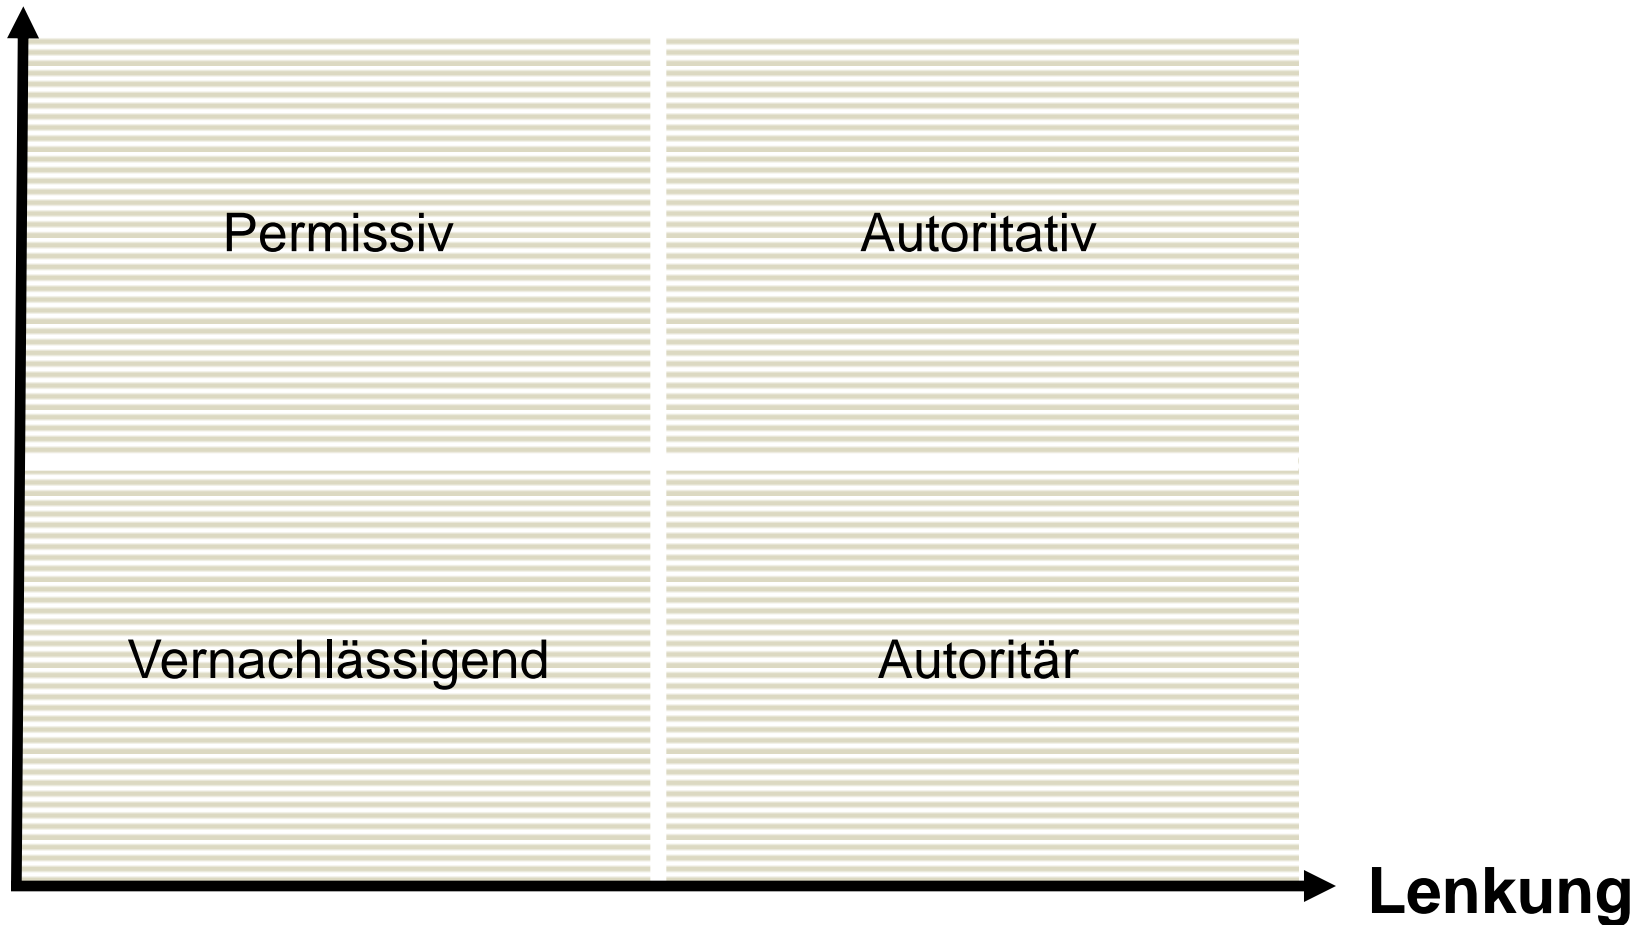 Permissiv
Autoritativ
Vernachlässigend
Autoritär
Lenkung